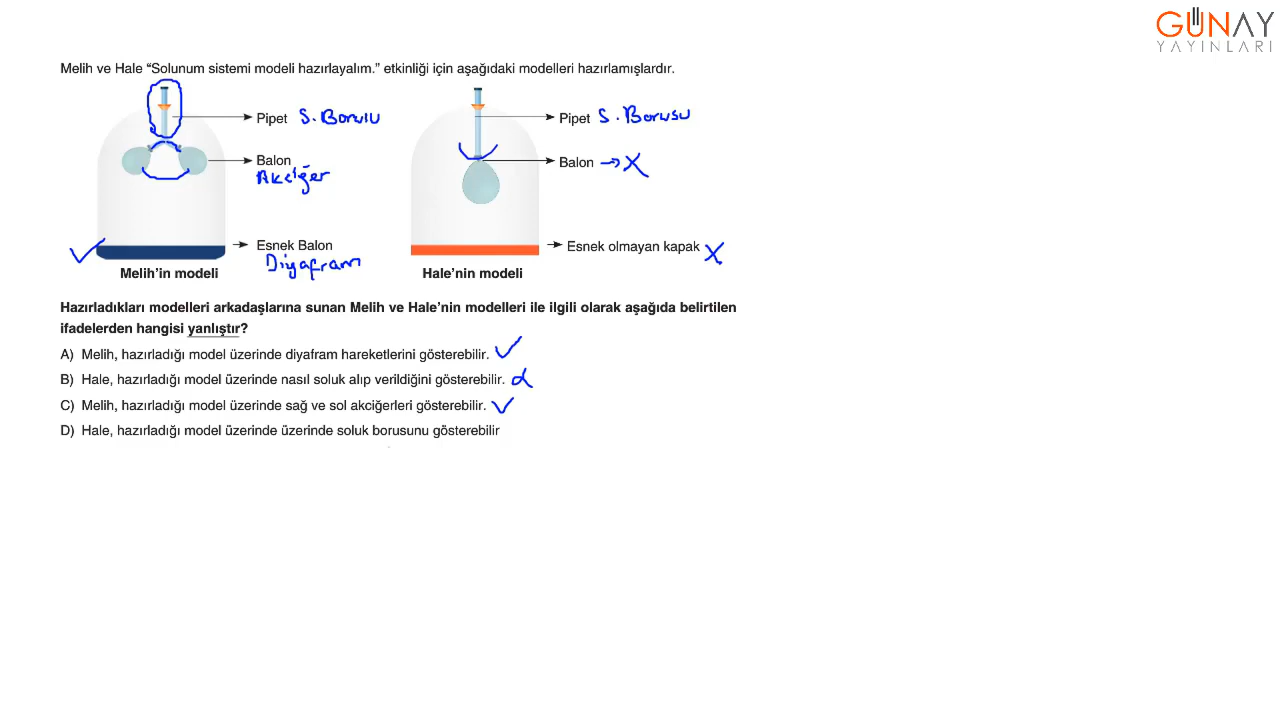 GÜNAY
YAYINLARI
Melih ve Hale “Solunum sistemi modeli hazırlayalım.” etkinliği için aşağıdaki modelleri hazırlamışlardır.
Pipet S. Borusu
Balon
Akciğer
Esnek Balon
Diyafram
Melih’in modeli
Pipet S. Borusu
Balon → X
Esnek olmayan kapak X
Hale’nin modeli
Hazırladıkları modelleri arkadaşlarına sunan Melih ve Hale’nin modelleri ile ilgili olarak aşağıda belirtilen
ifadelerden hangisi yanlıştır?
A) Melih, hazırladığı model üzerinde diyafram hareketlerini gösterebilir. ✓
B) Hale, hazırladığı model üzerinde nasıl soluk alıp verildiğini gösterebilir.
C) Melih, hazırladığı model üzerinde sağ ve sol akciğerleri gösterebilir. ✓
D) Hale, hazırladığı model üzerinde üzerinde soluk borusunu gösterebilir